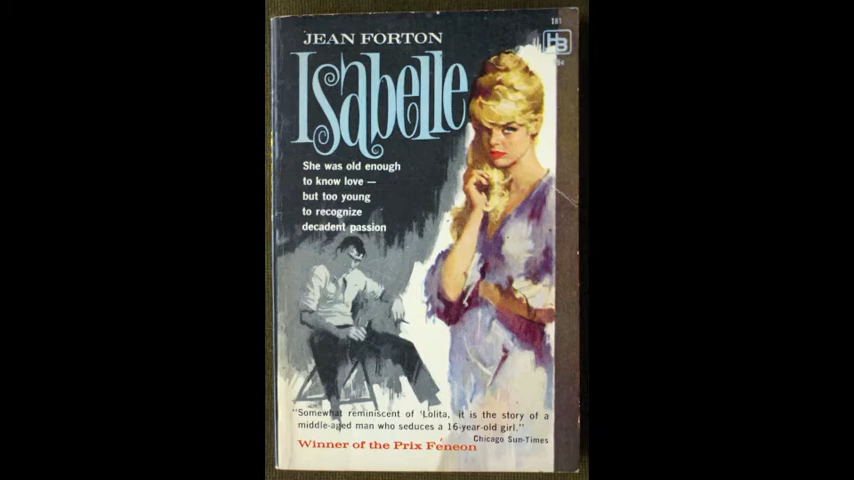 181
JEAN FORTON
HB
Isabelle
She was old enough
to know love —
but too young
to recognize
decadent passion
"Somewhat reminiscent of 'Lolita, it is the story of a
middle-aged man who seduces a 16-year-old girl."
Chicago Sun-Times
Winner of the Prix Féneon